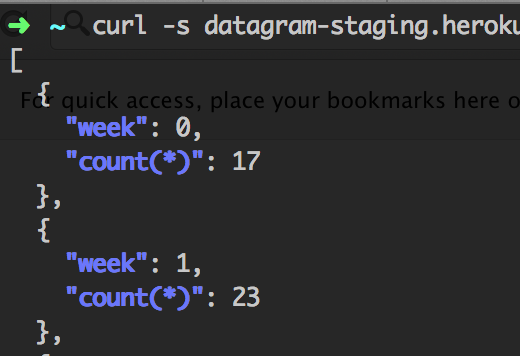 ➜ ~ curl -s datagram-staging.heroku
[
{
For quick access, place your bookmarks here o
"week": 0,
"count(*)": 17
},
{
"week": 1,
"count(*)": 23
},
{